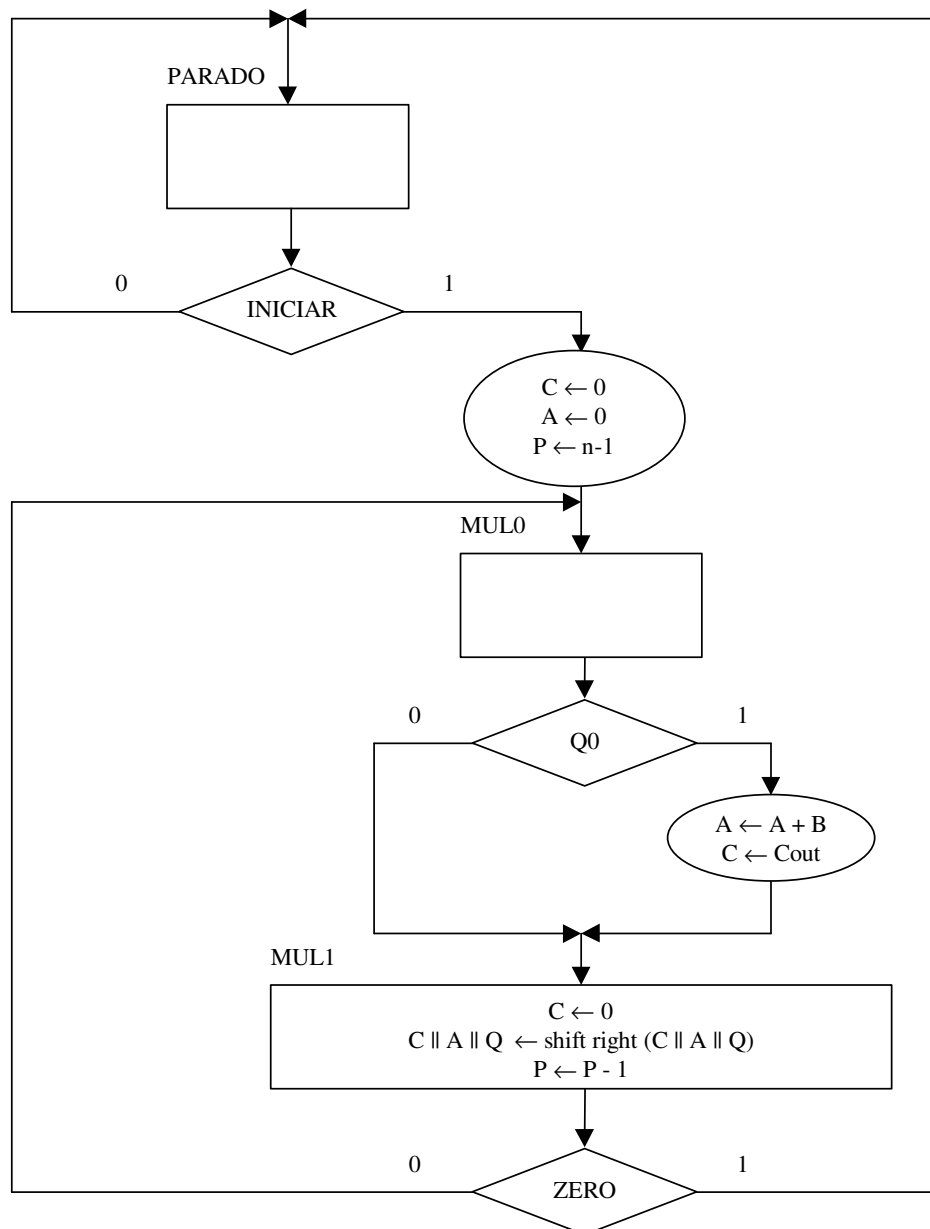 PARADO
0
1
INICIAR
C ← 0
A ← 0
P ← n-1
MUL0
0
1
Q0
A ← A + B
C ← Cout
MUL1
C ← 0
C || A || Q ← shift right (C || A || Q)
P ← P - 1
0
1
ZERO